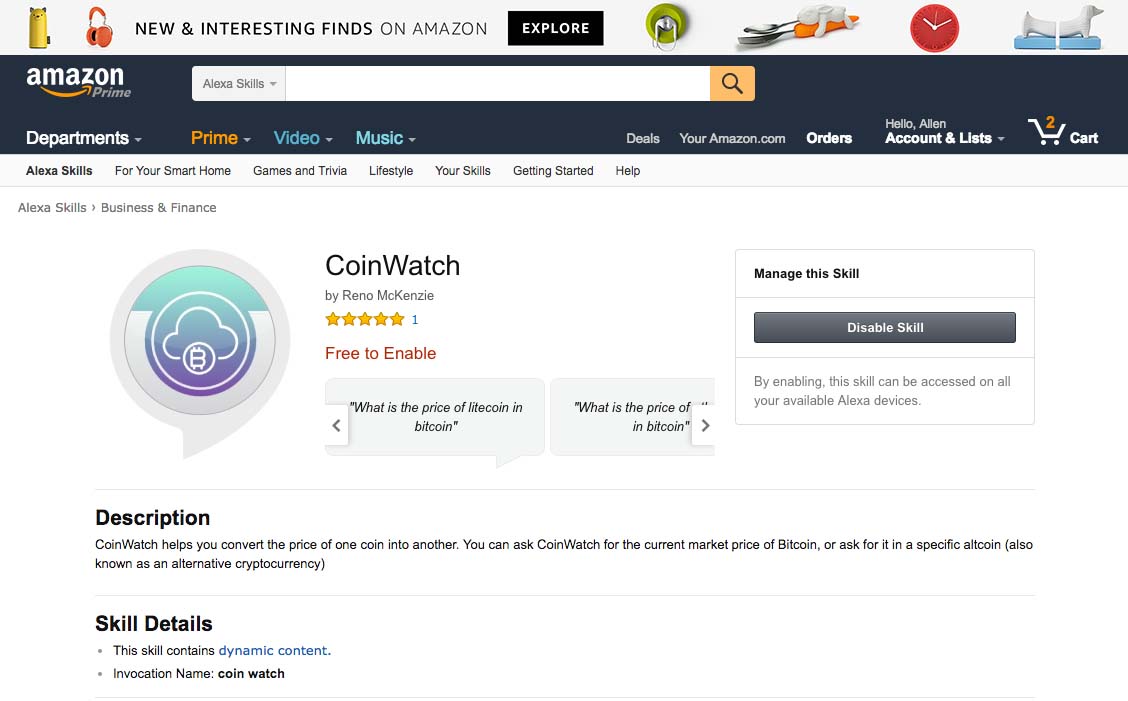 NEW & INTERESTING FINDS ON AMAZON EXPLORE
amazon Prime
Alexa Skills
Departments Prime Video Music Deals Your Amazon.com Orders Hello, Allen Account & Lists 2 Cart
Alexa Skills For Your Smart Home Games and Trivia Lifestyle Your Skills Getting Started Help
Alexa Skills › Business & Finance
CoinWatch
by Reno McKenzie
1
Free to Enable
"What is the price of litecoin in
bitcoin"
"What is the price of
in bitcoin"
Manage this Skill
Disable Skill
By enabling, this skill can be accessed on all
your available Alexa devices.
Description
CoinWatch helps you convert the price of one coin into another. You can ask CoinWatch for the current market price of Bitcoin, or ask for it in a specific altcoin (also
known as an alternative cryptocurrency)
Skill Details
This skill contains dynamic content.
Invocation Name: coin watch